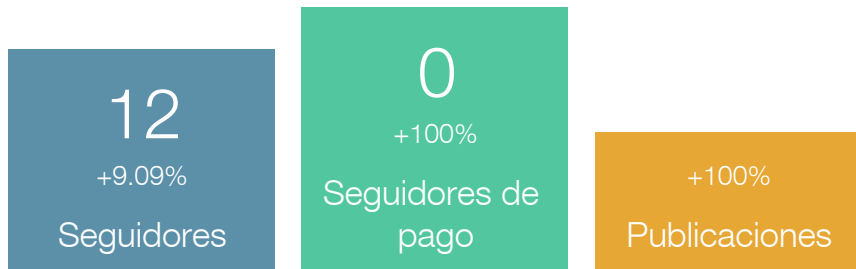 12
+9.09%
Seguidores
0
+100%
Seguidores de
pago
+100%
Publicaciones